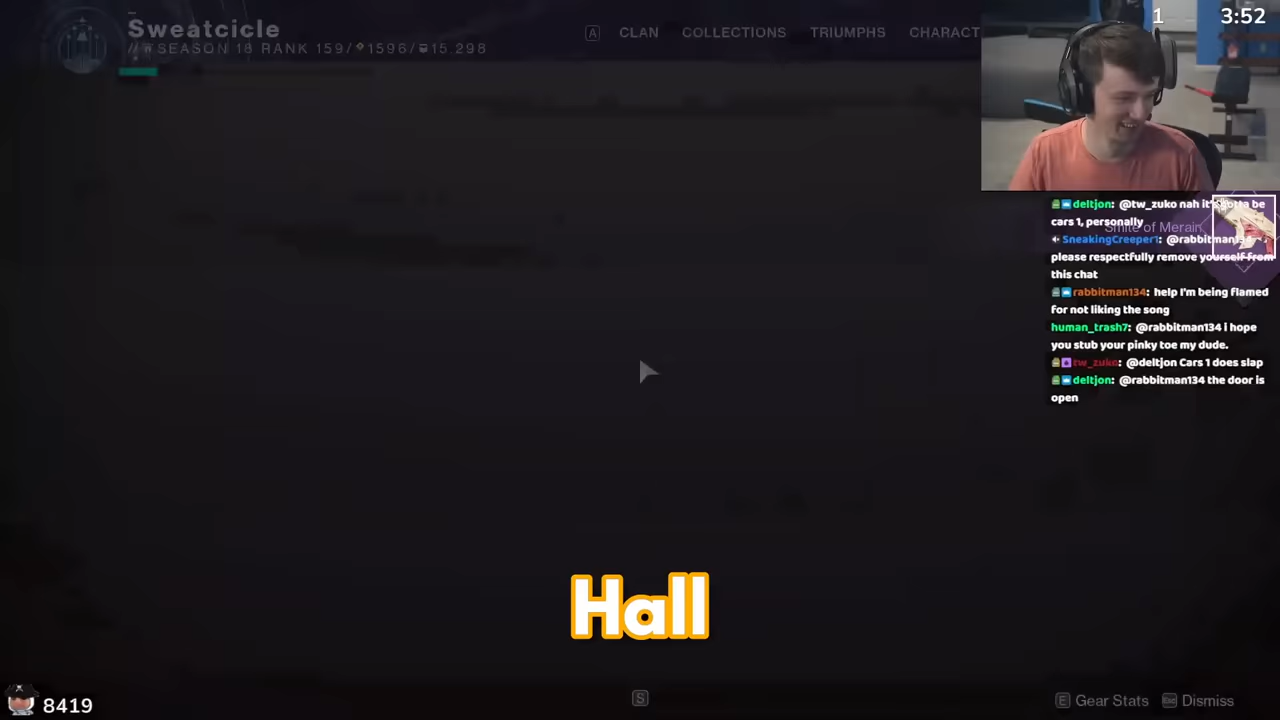 Sweatcicle
SEASON 18 RANK 159/ 1596/ 15,298
A CLAN COLLECTIONS TRIUMPHS CHARACT
1 3:52
deltjon: @tw_zuko nah it's gotta be
cars 1, personally
Smite of Merain
SneakingCreeper1: @rabbitman134
please respectfully remove yourself from
this chat
rabbitman134: help I'm being flamed
for not liking the song
human_trash7: @rabbitman134 i hope
you stub your pinky toe my dude.
tw_zuko: @deltjon Cars 1 does slap
deltjon: @rabbitman134 the door is
open
Hall
8419
S
E Gear Stats Esc Dismiss